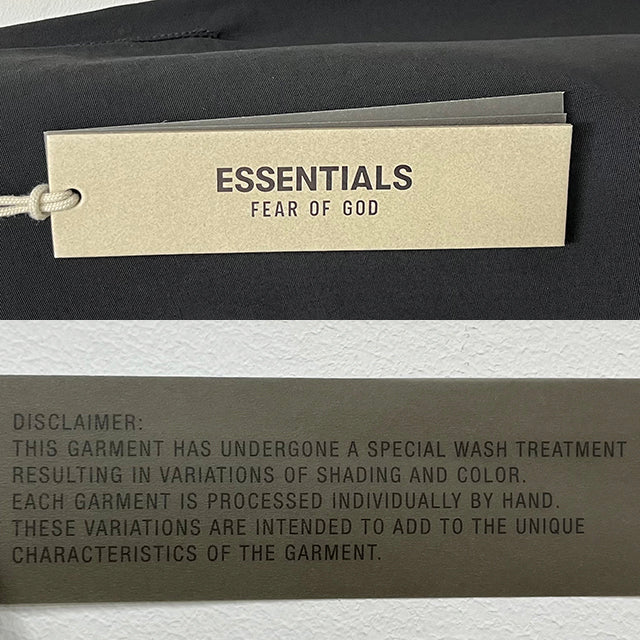 ESSENTIALS
FEAR OF GOD
DISCLAIMER:
THIS GARMENT HAS UNDERGONE A SPECIAL WASH TREATMENT
RESULTING IN VARIATIONS OF SHADING AND COLOR.
EACH GARMENT IS PROCESSED INDIVIDUALLY BY HAND.
THESE VARIATIONS ARE INTENDED TO ADD TO THE UNIQUE
CHARACTERISTICS OF THE GARMENT.